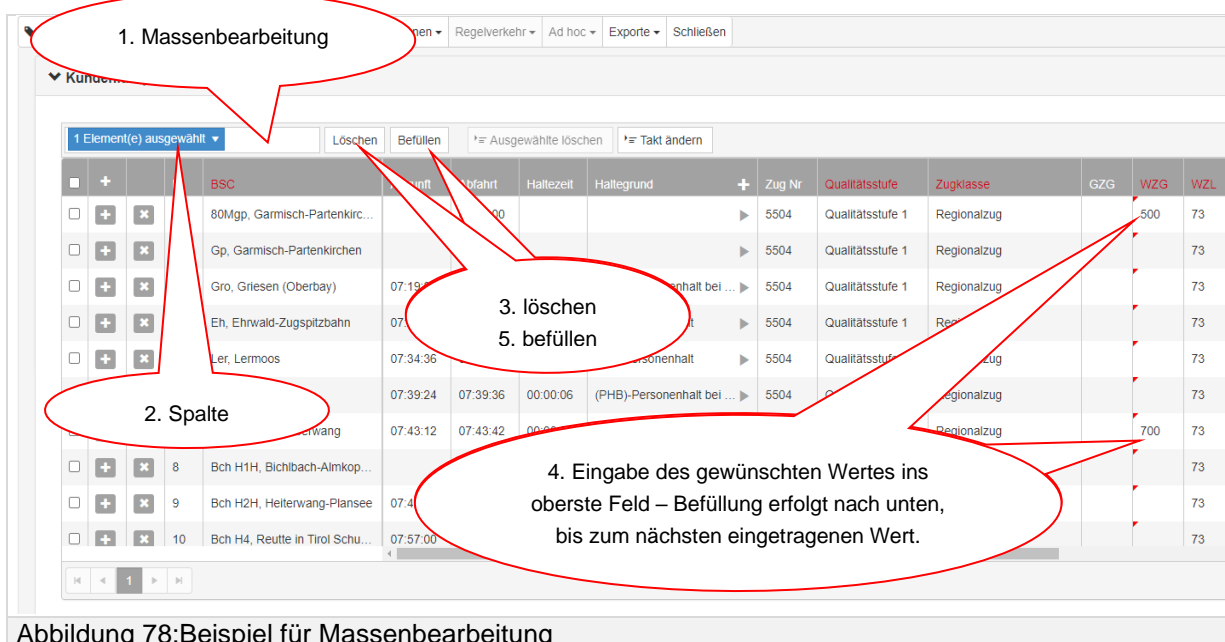 1. Massenbearbeitung
Regelverkehr Ad hoc Exporte Schließen
1 Element(e) ausgewählt Löschen Befüllen Ausgewählte löschen Takt ändern
BSC Abfahrt Haltezeit Haltegrund Zug Nr Qualitätsstufe Zugklasse GZG WZG WZL
80Mgp, Garmisch-Partenkirc... 5504 Qualitätsstufe 1 Regionalzug 500 73
Gp, Garmisch-Partenkirchen 5504 Qualitätsstufe 1 Regionalzug 73
Gro, Griesen (Oberbay) 5504 Qualitätsstufe 1 Regionalzug 73
Eh, Ehrwald-Zugspitzbahn 5504 Qualitätsstufe 1 73
Ler, Lermoos 07:34:36 5504 73
07:39:24 07:39:36 00:00:06 (PHB)-Personenhalt bei ... 5504 Regionalzug 73
07:43:12 07:43:42 Regionalzug 700 73
8 Bch H1H, Bichlbach-Almkop... 73
9 Bch H2H, Heiterwang-Plansee 73
10 Bch H4, Reutte in Tirol Schu... 07:57:00 73
3. löschen
5. befüllen
2. Spalte
4. Eingabe des gewünschten Wertes ins
oberste Feld – Befüllung erfolgt nach unten,
bis zum nächsten eingetragenen Wert.
1
Abbildung 78:Beispiel für Massenbearbeitung